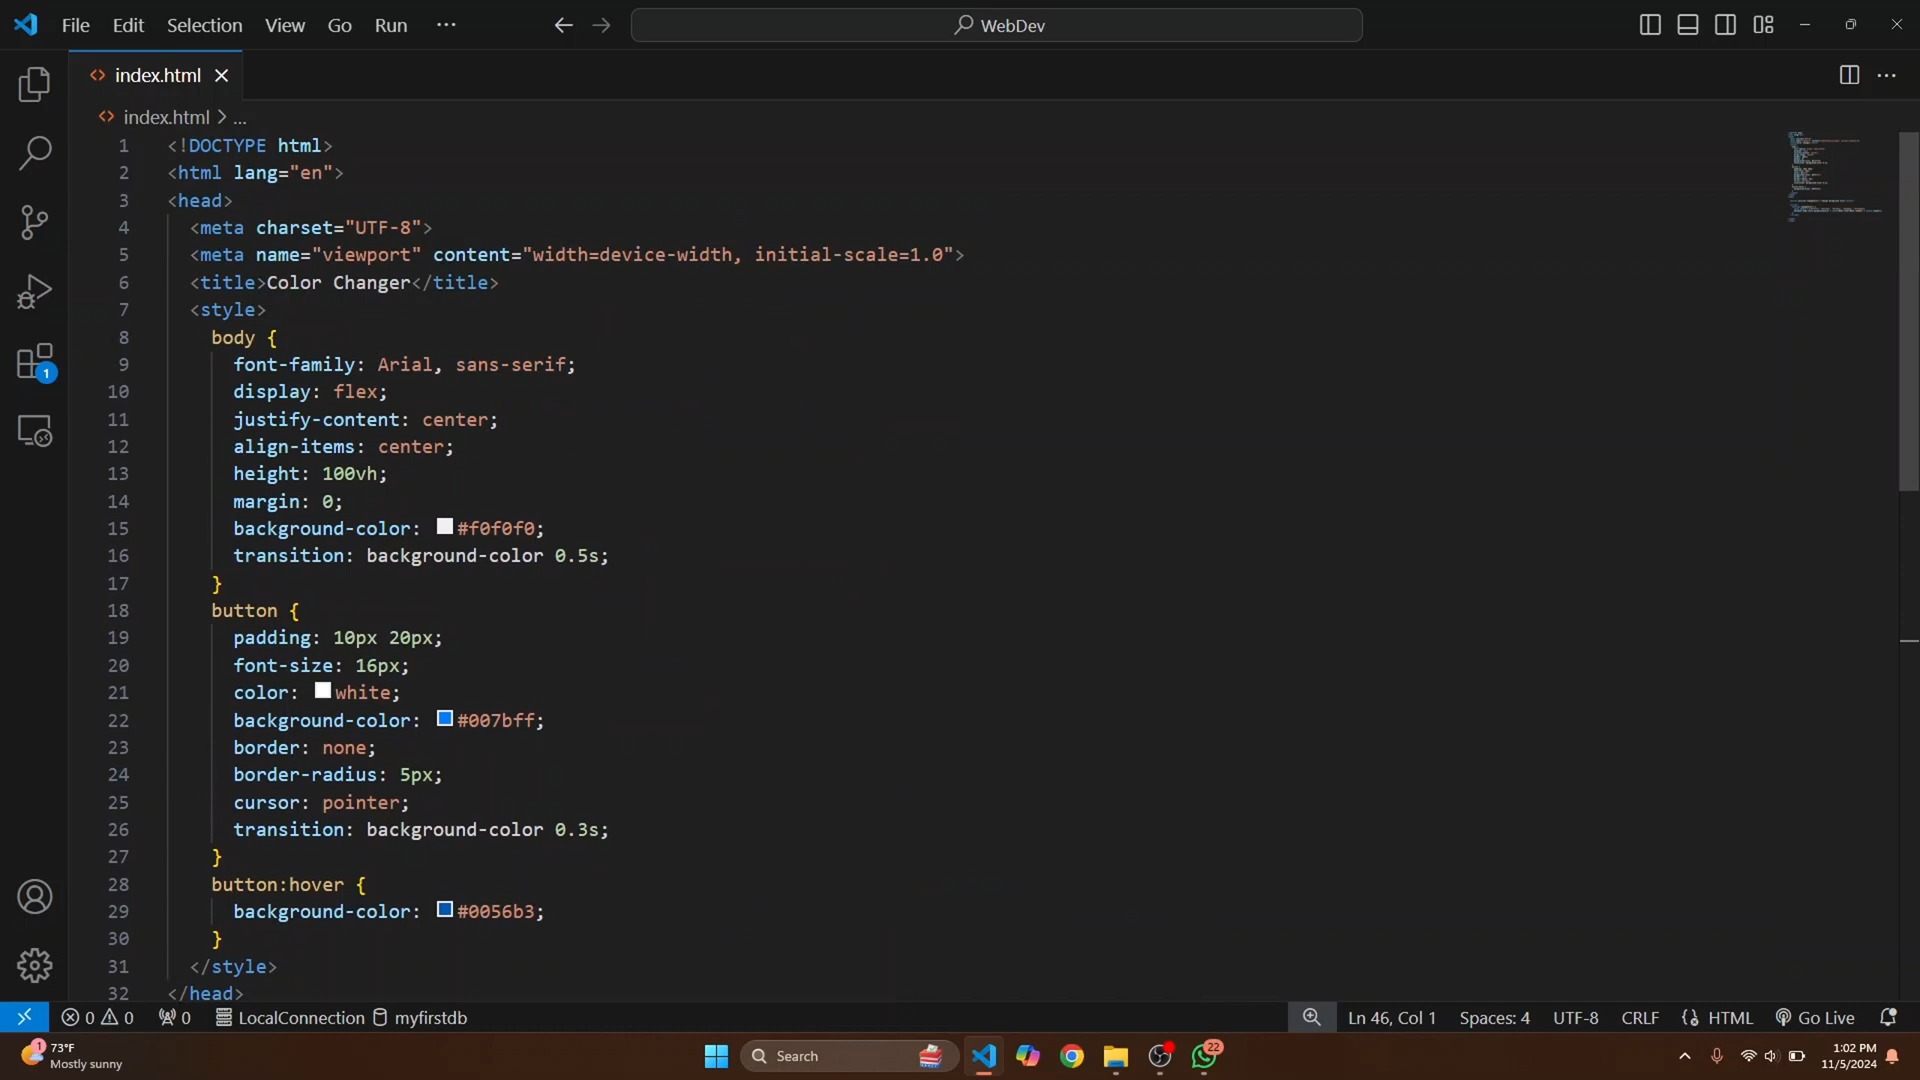 File Edit Selection View Go Run ··· WebDev
index.html
index.html > ...
1 <!DOCTYPE html>
2 <html lang="en">
3 <head>
4 <meta charset="UTF-8">
5 <meta name="viewport" content="width=device-width, initial-scale=1.0">
6 <title>Color Changer</title>
7 <style>
8 body {
9 font-family: Arial, sans-serif;
10 display: flex;
11 justify-content: center;
12 align-items: center;
13 height: 100vh;
14 margin: 0;
15 background-color: #f0f0f0;
16 transition: background-color 0.5s;
17 }
18 button {
19 padding: 10px 20px;
20 font-size: 16px;
21 color: white;
22 background-color: #007bff;
23 border: none;
24 border-radius: 5px;
25 cursor: pointer;
26 transition: background-color 0.3s;
27 }
28 button:hover {
29 background-color: #0056b3;
30 }
31 </style>
32 </head>
1
0 0 0 LocalConnection myfirstdb Ln 46, Col 1 Spaces: 4 UTF-8 CRLF HTML Go Live
1 73°F
Mostly sunny
Search
22
1:02 PM
11/5/2024